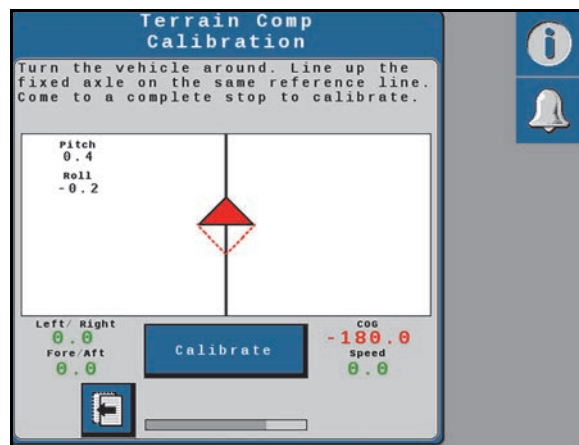 Terrain Comp
Calibration
Turn the vehicle around. Line up the
fixed axle on the same reference line.
Come to a complete stop to calibrate.
Pitch
0.4
Roll
-0.2
Left/ Right
0.0
Fore/Aft
0.0
Calibrate
COG
-180.0
Speed
0.0